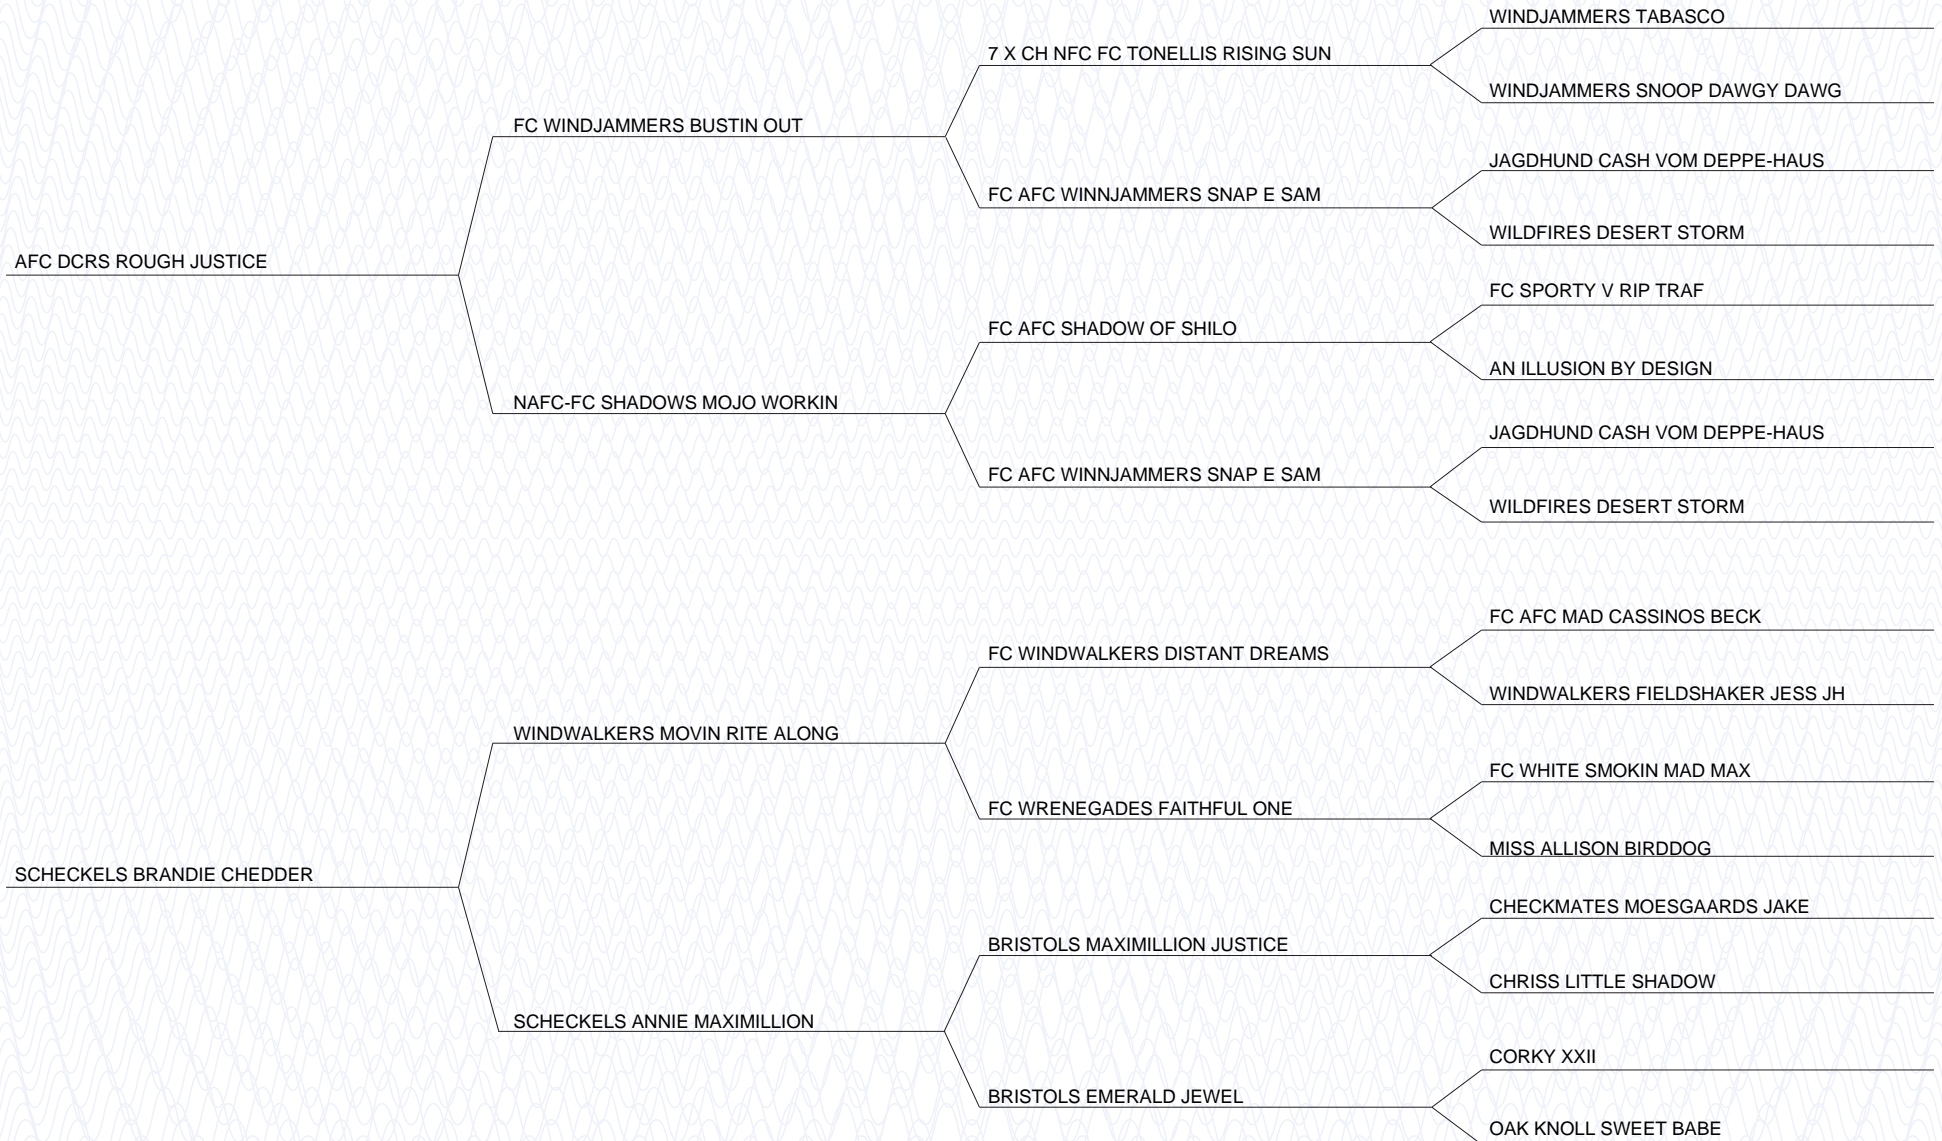 WINDJAMMERS TABASCO
7 X CH NFC FC TONELLIS RISING SUN
WINDJAMMERS SNOOP DAWGY DAWG
FC WINDJAMMERS BUSTIN OUT
JAGDHUND CASH VOM DEPPE-HAUS
FC AFC WINNJAMMERS SNAP E SAM
WILDFIRES DESERT STORM
AFC DCRS ROUGH JUSTICE
FC SPORTY V RIP TRAF
FC AFC SHADOW OF SHILO
AN ILLUSION BY DESIGN
NAFC-FC SHADOWS MOJO WORKIN
JAGDHUND CASH VOM DEPPE-HAUS
FC AFC WINNJAMMERS SNAP E SAM
WILDFIRES DESERT STORM
FC AFC MAD CASSINOS BECK
FC WINDWALKERS DISTANT DREAMS
WINDWALKERS FIELDSHAKER JESS JH
WINDWALKERS MOVIN RITE ALONG
FC WHITE SMOKIN MAD MAX
FC WRENEGADES FAITHFUL ONE
MISS ALLISON BIRDDOG
SCHECKELS BRANDIE CHEDDER
CHECKMATES MOESGAARDS JAKE
BRISTOLS MAXIMILLION JUSTICE
CHRISS LITTLE SHADOW
SCHECKELS ANNIE MAXIMILLION
CORKY XXII
BRISTOLS EMERALD JEWEL
OAK KNOLL SWEET BABE